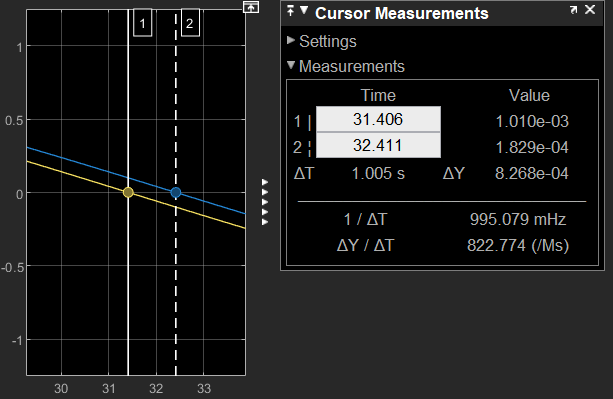 1 2
1
0.5
0
-0.5
-1
30 31 32 33
Cursor Measurements
Settings
Measurements
Time Value
1 | 31.406 1.010e-03
2 ¦ 32.411 1.829e-04
ΔT 1.005 s ΔY 8.268e-04
1 / ΔT 995.079 mHz
ΔY / ΔT 822.774 (/Ms)